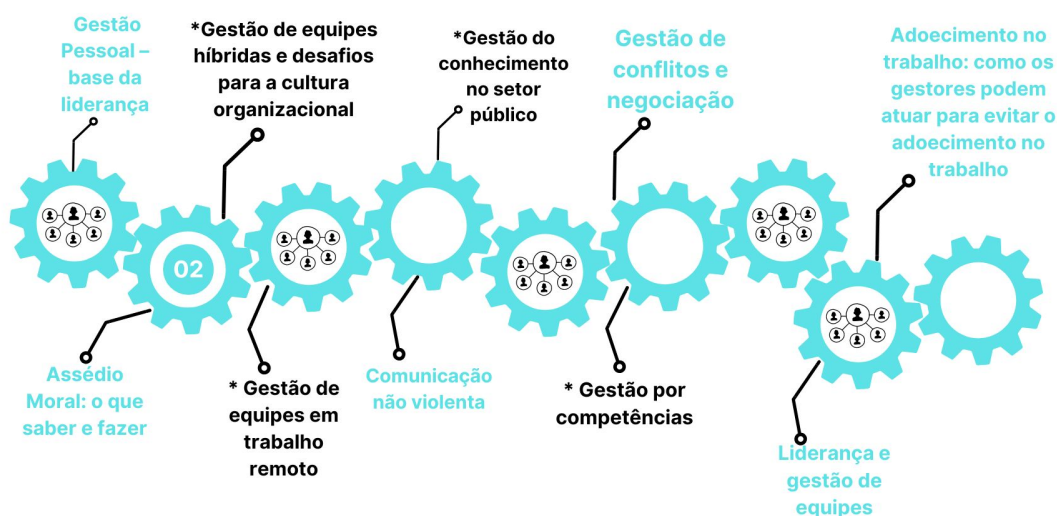 Gestão
Pessoal –
base da
liderança
*Gestão de equipes
híbridas e desafios
para a cultura
organizacional
*Gestão do
conhecimento
no setor
público
Gestão de
conflitos e
negociação
Adoecimento no
trabalho: como os
gestores podem
atuar para evitar o
adoecimento no
trabalho
02
Assédio
Moral: o que
saber e fazer
* Gestão de
equipes em
trabalho
remoto
Comunicação
não violenta
* Gestão por
competências
Liderança e
gestão de
equipes